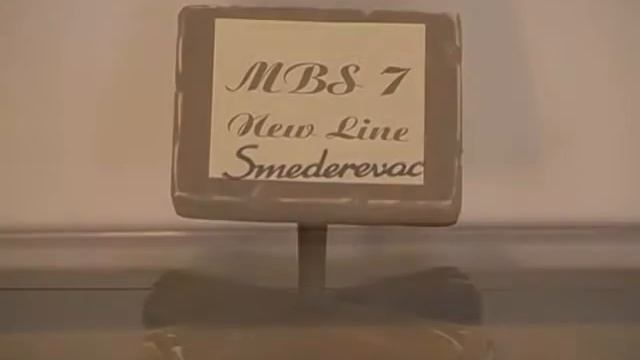 MBS 7
New Line
Smederevac